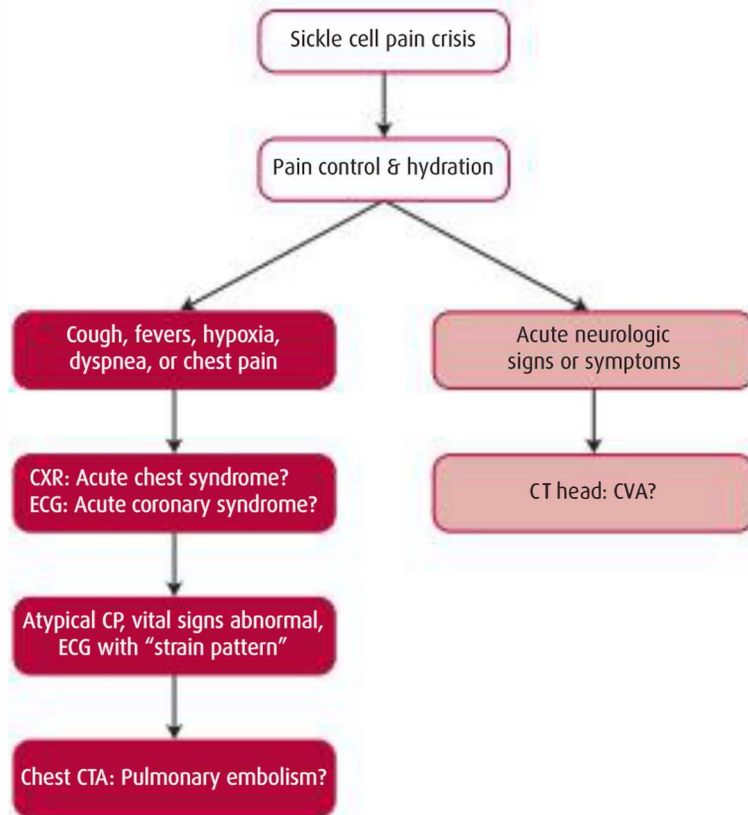 Sickle cell pain crisis
Pain control & hydration
Cough, fevers, hypoxia,
dyspnea, or chest pain
Acute neurologic
signs or symptoms
CXR: Acute chest syndrome?
ECG: Acute coronary syndrome?
CT head: CVA?
Atypical CP, vital signs abnormal,
ECG with “strain pattern”
Chest CTA: Pulmonary embolism?